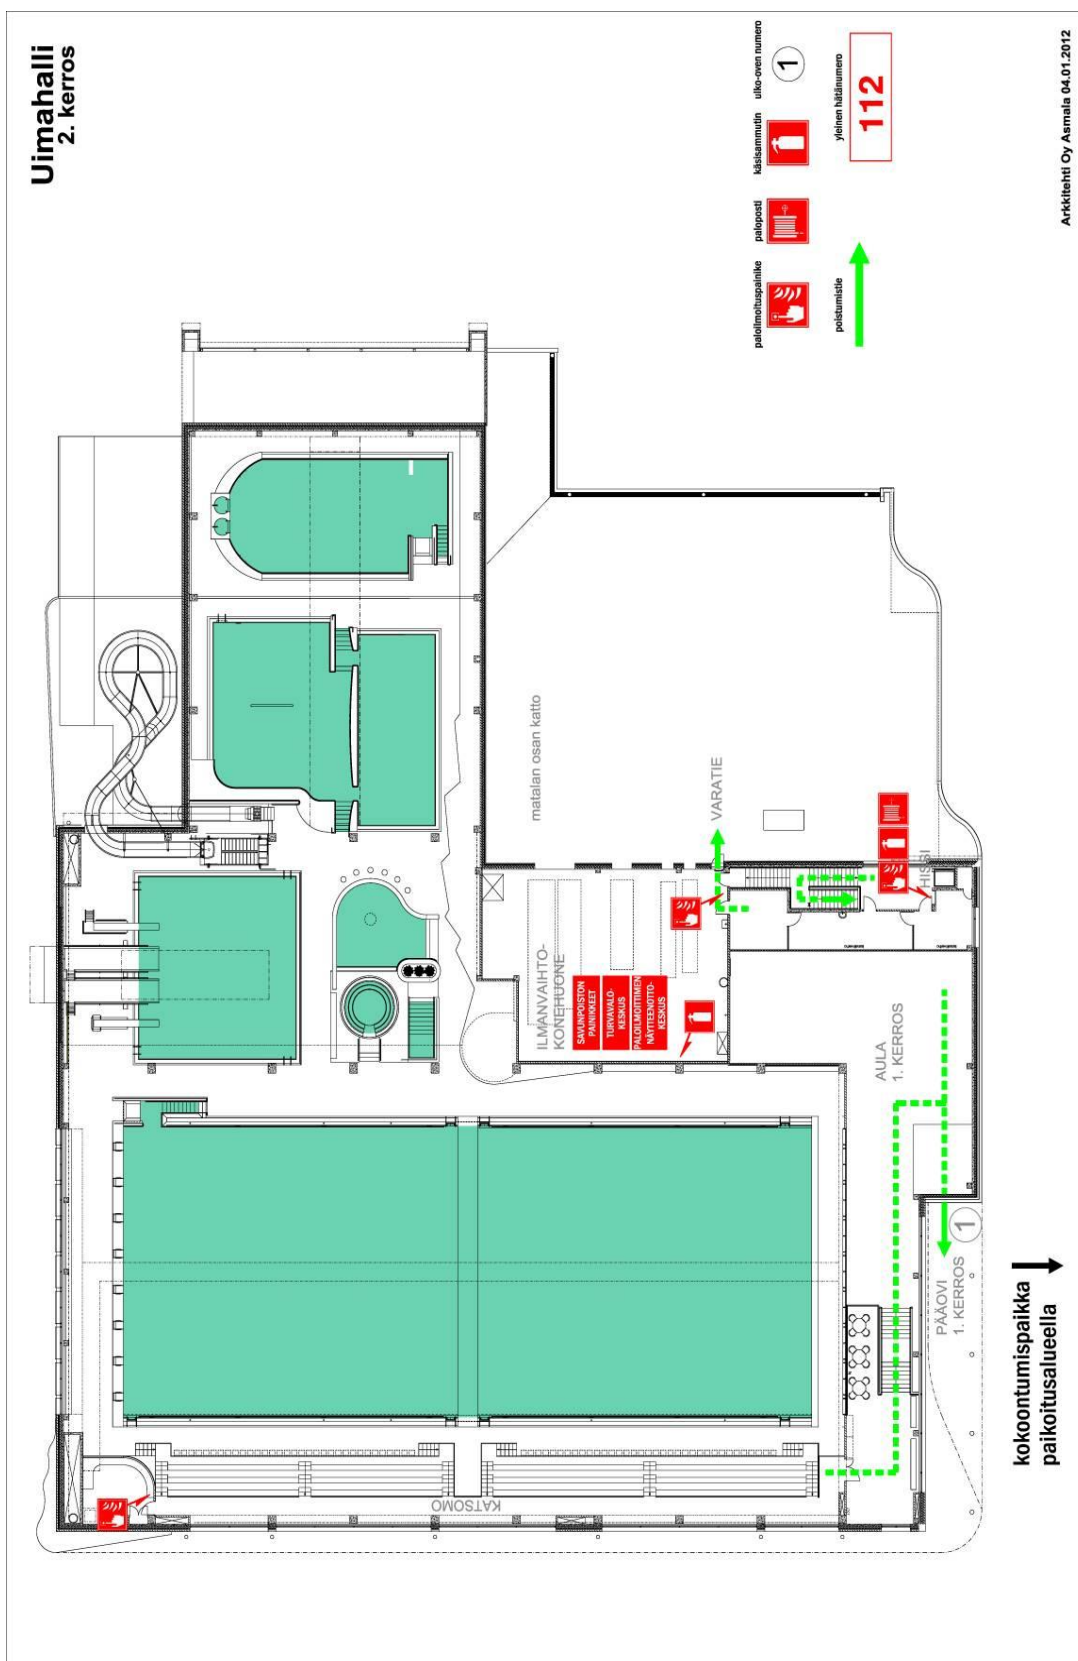 Uimahalli
2. kerros
paloilmoituspainike
paloposti
käsisammutin
ulko-oven numero
1
poistumistie
yleinen hätänumero
112
matalan osan katto
VARATIE
ILMANVAIHTO-
KONEHUONE
SAVUNPOISTON
PAINIKKEET
TURVAVALO-
KESKUS
PALOILMOITTIMEN
NÄYTTEENOTTO-
KESKUS
HISSI
AULA
1. KERROS
KATSOMO
PÄÄOVI
1. KERROS
1
kokoontumispaikka
paikoitusalueella
Arkkitehti Oy Asmala 04.01.2012